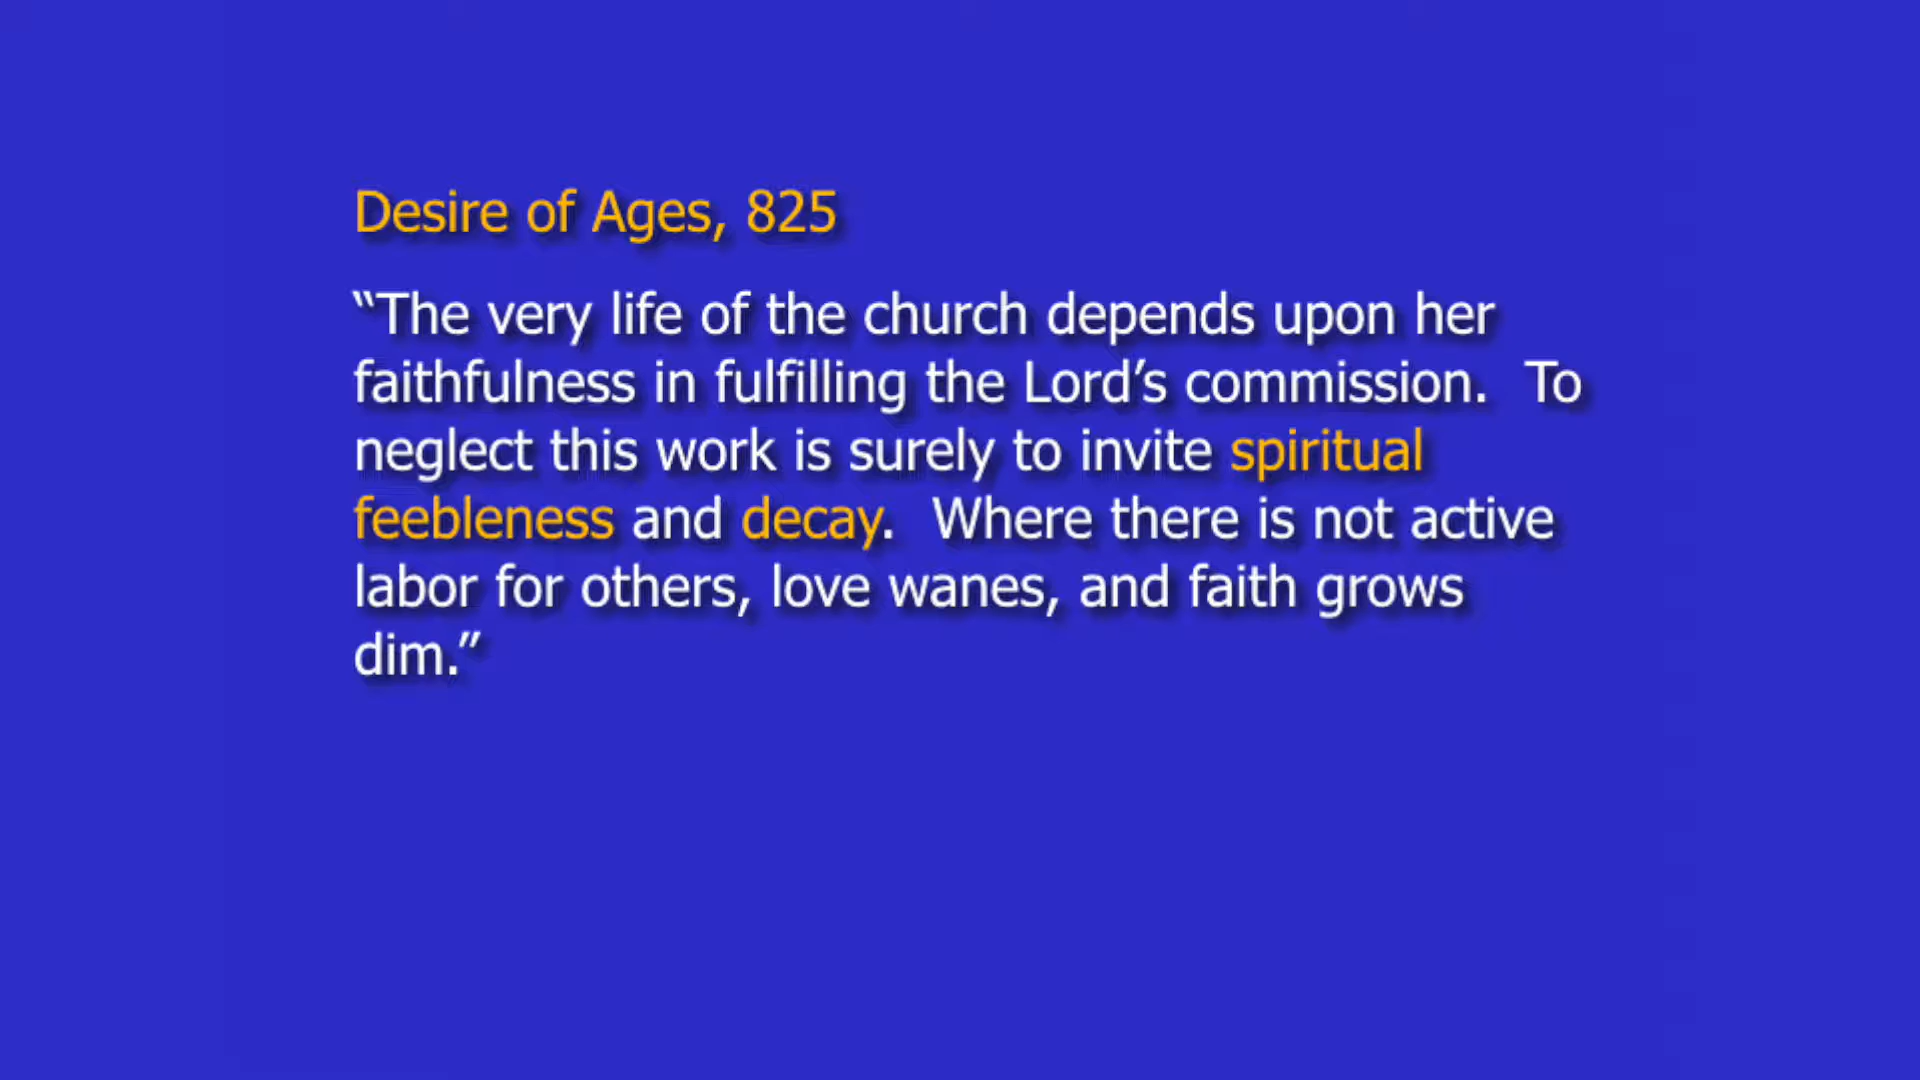 Desire of Ages, 825
“The very life of the church depends upon her
faithfulness in fulfilling the Lord’s commission.  To
neglect this work is surely to invite spiritual
feebleness and decay.  Where there is not active
labor for others, love wanes, and faith grows
dim.”